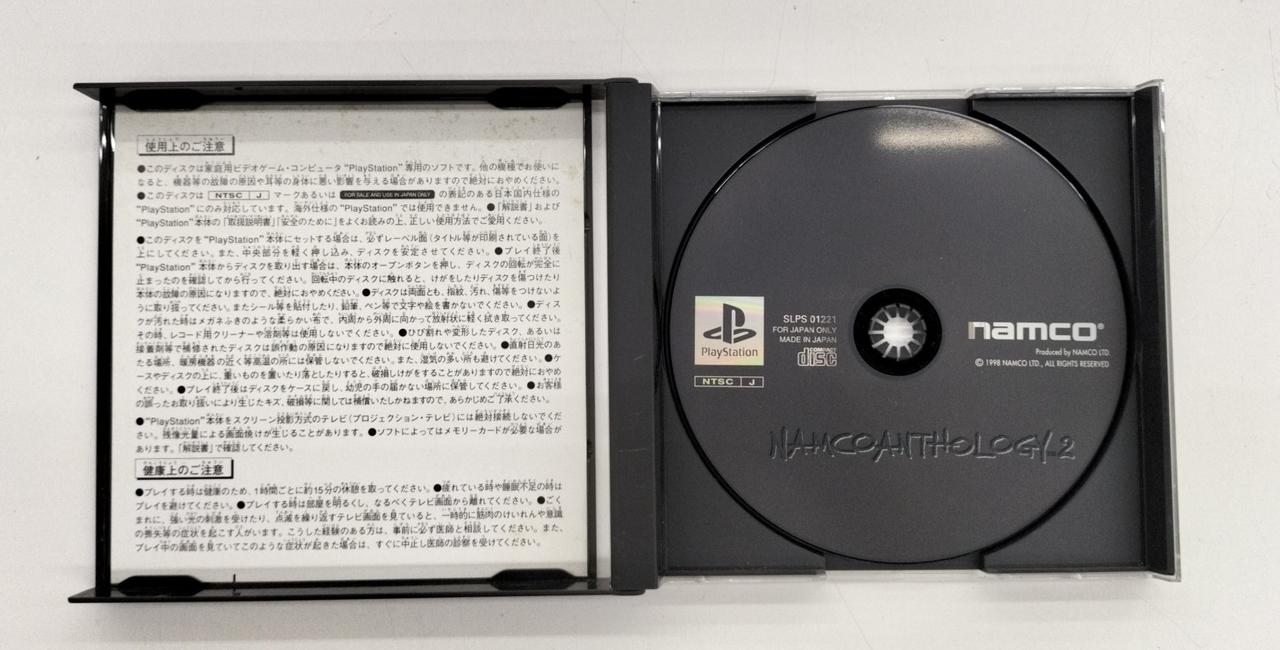 使用上のご注意
●このディスクは家庭用ビデオゲーム・コンピュータ“PlayStation”専用のソフトです。他の機種でお使いに
なると、機器等の故障の原因や耳等の身体に悪い影響を与える場合がありますので絶対におやめください。
●このディスクは NTSC J マークあるいは FOR SALE AND USE IN JAPAN ONLY の表記のある日本国内仕様の
“PlayStation”にのみ対応しています。海外仕様の“PlayStation”では使用できません。●「解説書」および
“PlayStation”本体の「取扱説明書」「安全のために」をよくお読みの上、正しい使用方法でご愛用ください。
●このディスクを“PlayStation”本体にセットする場合は、必ずレーベル面(タイトル等が印刷されている面)を
上にしてください。また、中央部分を軽く押し込み、ディスクを安定させてください。●プレイ終了後
“PlayStation”本体からディスクを取り出す場合は、本体のオープンボタンを押し、ディスクの回転が完全に
止まったのを確認してから行ってください。回転中のディスクに触れると、けがをしたりディスクを傷つけたり
本体の故障の原因になりますので、絶対におやめください。●ディスクは両面とも、指紋、汚れ、傷等をつけないよ
うに取り扱ってください。またシール等を貼付したり、鉛筆、ペン等で文字や絵を書かないでください。●ディス
クが汚れた時はメガネふきのような柔らかい布で、内周から外周に向かって放射状に軽く拭き取ってください。
その時、レコード用クリーナーや溶剤等は使用しないでください。●ひび割れや変形したディスク、あるいは
接着剤等で補修されたディスクは誤作動の原因になりますので絶対に使用しないでください。●直射日光のあ
たる場所、暖房機器の近く等高温の所には保管しないでください。また、湿気の多い所も避けてください。●ケ
ースやディスクの上に、重いものを置いたり落としたりすると、破損しけがをすることがありますので絶対におやめ
ください。●プレイ終了後はディスクをケースに戻し、幼児の手の届かない場所に保管してください。●お客様
の誤ったお取り扱いにより生じたキズ、破損等に関しては補償いたしかねますので、あらかじめご了承ください。
●“PlayStation”本体をスクリーン投影方式のテレビ(プロジェクション・テレビ)には絶対接続しないでくだ
さい。残像光量による画面焼けが生じることがあります。●ソフトによってはメモリーカードが必要な場合が
あります。「解説書」で確認してください。
健康上のご注意
●プレイする時は健康のため、1時間ごとに約15分の休憩を取ってください。●疲れている時や睡眠不足の時は
プレイを避けてください。●プレイする時は部屋を明るくし、なるべくテレビ画面から離れてください。●ごく
まれに、強い光の刺激を受けたり、点滅を繰り返すテレビ画面を見ていると、一時的に筋肉のけいれんや意識
の喪失等の症状を起こす人がいます。こうした経験のある方は、事前に必ず医師と相談してください。また、
プレイ中の画面を見ていてこのような症状が起きた場合は、すぐに中止し医師の診察を受けてください。
PlayStation
NTSC J
SLPS 01221
FOR JAPAN ONLY
MADE IN JAPAN
COMPACT
disc
namco®
Produced by NAMCO LTD.
© 1998 NAMCO LTD., ALL RIGHTS RESERVED
NAMCOANTHOLOGY 2